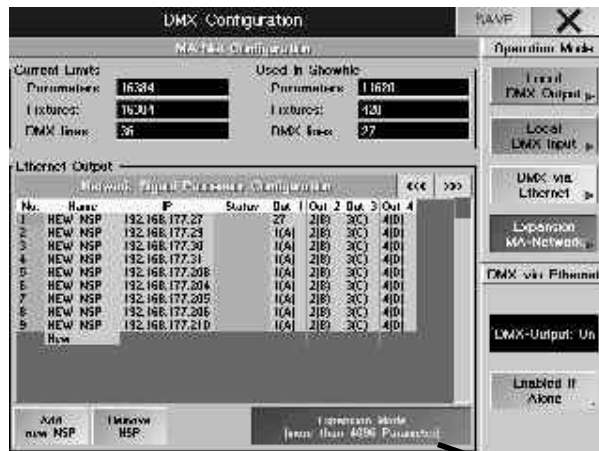 DMX Configuration
SAVE
MA-Net Configuration
Operation Mode
Current Limits
Used in Showfile
Parameters 16384
Parameters
Fixtures:
Fixtures: 420
DMX lines 36
DMX lines 27
Local
DMX Output
Local
DMX Input
DMX via
Ethernet
Expansion
MA-Network
Ethernet Output
Network Signal Processor Configuration
<<< >>>
No. Name IP Status Out 1 Out 2 Out 3 Out 4
1 NEW NSP 192.168.177.27 27 2(B) 3(C) 4(D)
2 NEW NSP 192.168.177.29 1(A) 2(B) 3(C) 4(D)
3 NEW NSP 192.168.177.30 1(A) 2(B) 3(C) 4(D)
4 NEW NSP 192.168.177.31 1(A) 2(B) 3(C) 4(D)
5 NEW NSP 192.168.177.208 1(A) 2(B) 3(C) 4(D)
6 NEW NSP 192.168.177.204 1(A) 2(B) 3(C) 4(D)
7 NEW NSP 192.168.177.205 1(A) 2(B) 3(C) 4(D)
8 NEW NSP 192.168.177.206 1(A) 2(B) 3(C) 4(D)
9 NEW NSP 192.168.177.210 1(A) 2(B) 3(C) 4(D)
New
DMX via Ethernet
DMX-Output: On
Enabled If
Alone
Add
new NSP
Remove
NSP
Expansion Mode
(more than 4096 Parameter)